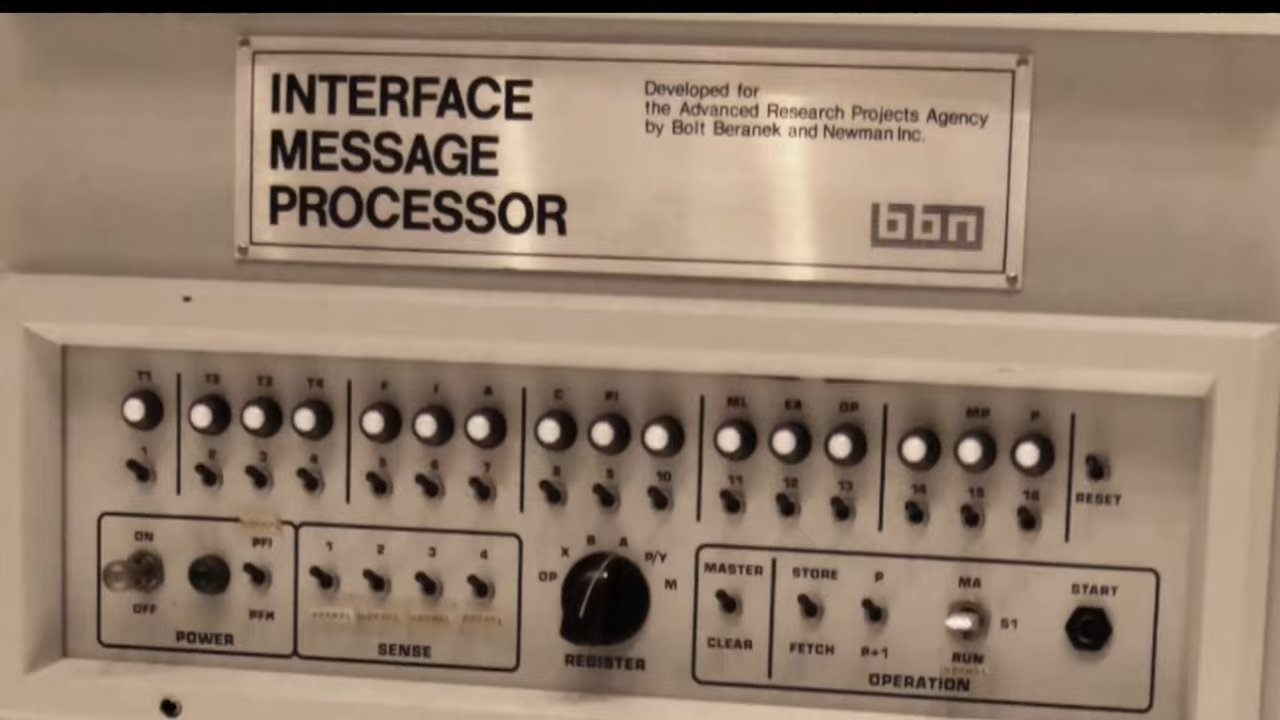 INTERFACE
MESSAGE
PROCESSOR
Developed for
the Advanced Research Projects Agency
by Bolt Beranek and Newman Inc.
bbn
T1 T2 T3 T4 F I A C PI ML EA DP MP P
1 2 3 4 5 6 7 8 9 10 11 12 13 14 15 16
RESET
ON
OFF
PFI
PFH
POWER
1 2 3 4
SENSE
OP X B A P/Y M
REGISTER
MASTER
CLEAR
STORE
FETCH
P
P+1
MA
SI
RUN
START
OPERATION